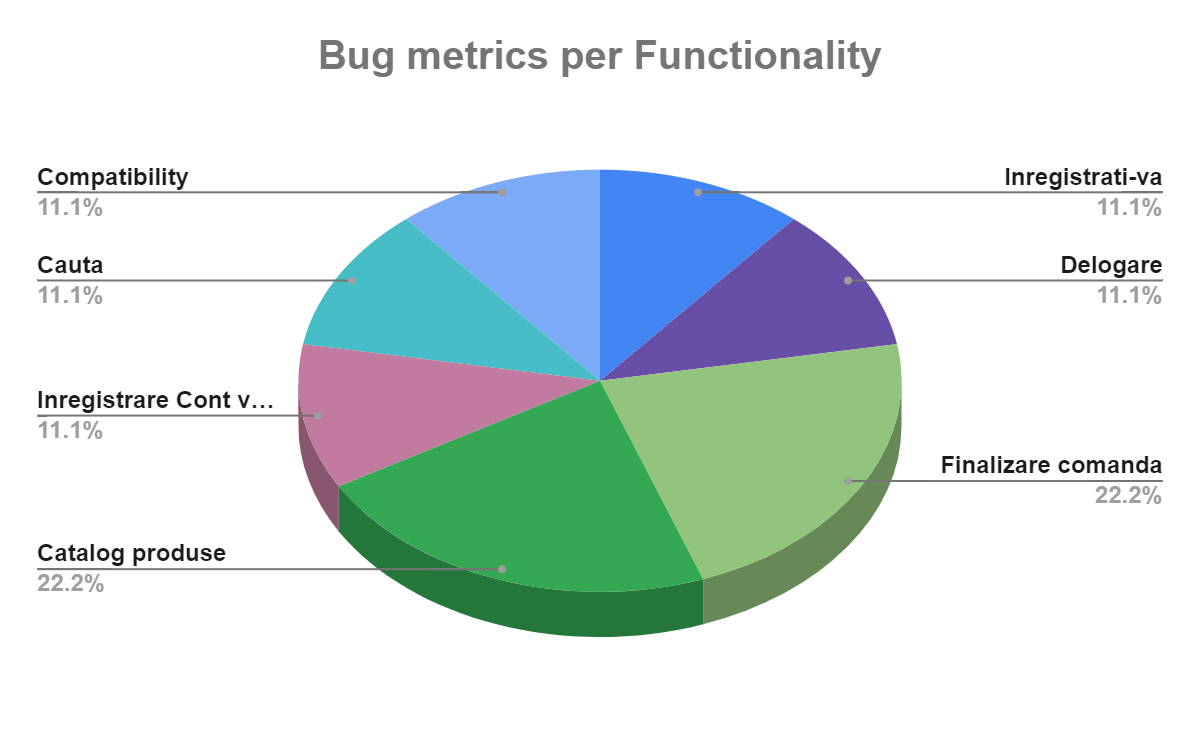 Bug metrics per Functionality
Compatibility
11.1%
Cauta
11.1%
Inregistrare Cont v…
11.1%
Catalog produse
22.2%
Inregistrati-va
11.1%
Delogare
11.1%
Finalizare comanda
22.2%